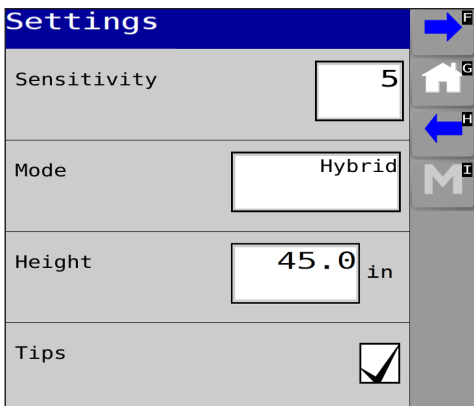 Settings
F
Sensitivity 5
G
H
Mode Hybrid
M I
Height 45.0 in
Tips